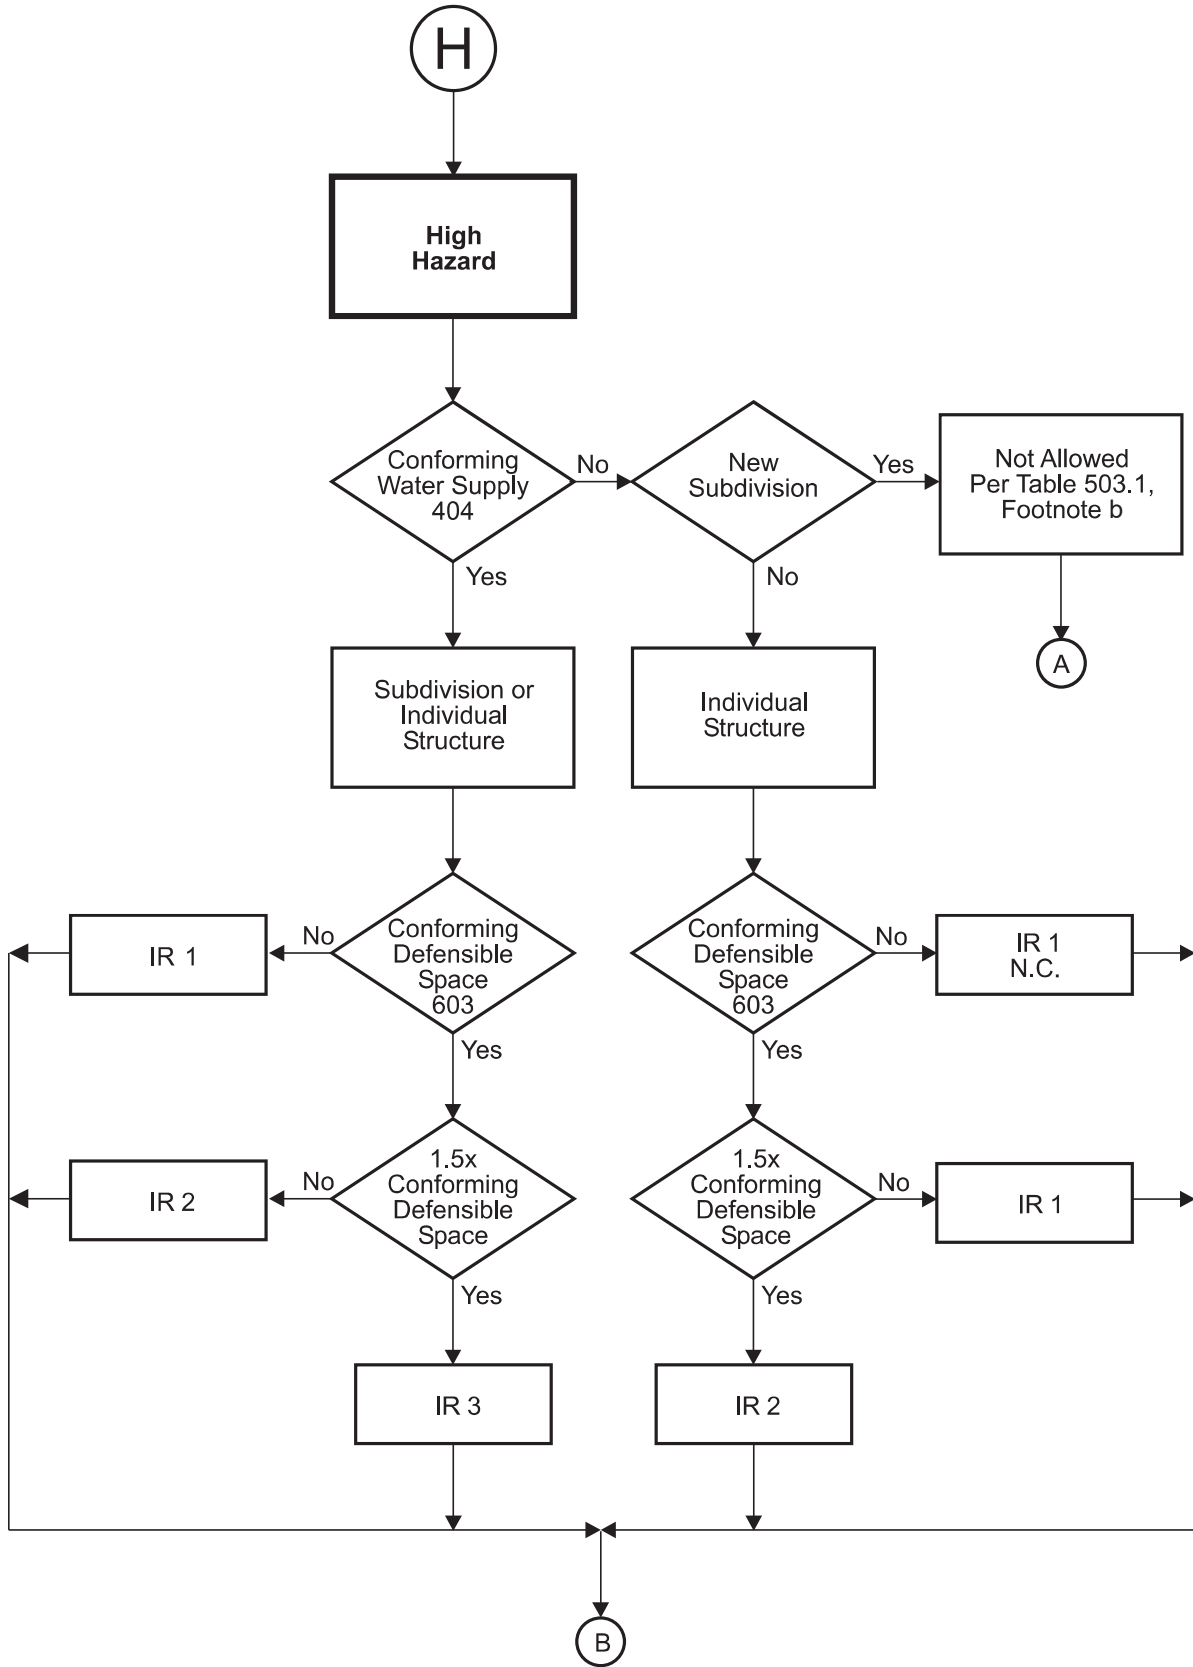 H
High
Hazard
Conforming
Water Supply
404
No
New
Subdivision
Yes
Not Allowed
Per Table 503.1,
Footnote b
Yes
No
A
Subdivision or
Individual
Structure
Individual
Structure
IR 1
No
Conforming
Defensible
Space
603
Conforming
Defensible
Space
603
No
IR 1
N.C.
Yes
Yes
IR 2
No
1.5x
Conforming
Defensible
Space
1.5x
Conforming
Defensible
Space
No
IR 1
Yes
Yes
IR 3
IR 2
B